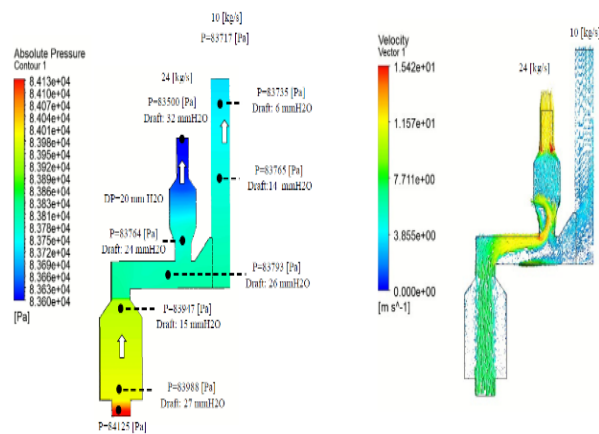 10 [kg/s]
P=83717 [Pa]
Absolute Pressure
Contour 1
8.413e+04
8.410e+04
8.407e+04
8.404e+04
8.401e+04
8.398e+04
8.395e+04
8.392e+04
8.389e+04
8.386e+04
8.384e+04
8.381e+04
8.378e+04
8.375e+04
8.372e+04
8.369e+04
8.366e+04
8.363e+04
8.360e+04
[Pa]
24 [kg/s]
P=83500 [Pa]
Draft: 32 mmH2O
P=83735 [Pa]
Draft: 6 mmH2O
DP=20 mm H2O
P=83765 [Pa]
Draft:14 mmH2O
P=83764 [Pa]
Draft: 24 mmH2O
P=83793 [Pa]
Draft: 26 mmH2O
P=83947 [Pa]
Draft: 15 mmH2O
P=83988 [Pa]
Draft: 27 mmH2O
P=84125 [Pa]
10 [kg/s]
Velocity
Vector 1
24 [kg/s]
1.542e+01
1.157e+01
7.711e+00
3.855e+00
0.000e+00
[m s^-1]